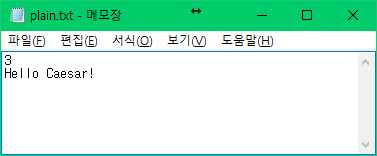 plain.txt - 메모장
파일(F) 편집(E) 서식(O) 보기(V) 도움말(H)
3
Hello Caesar!